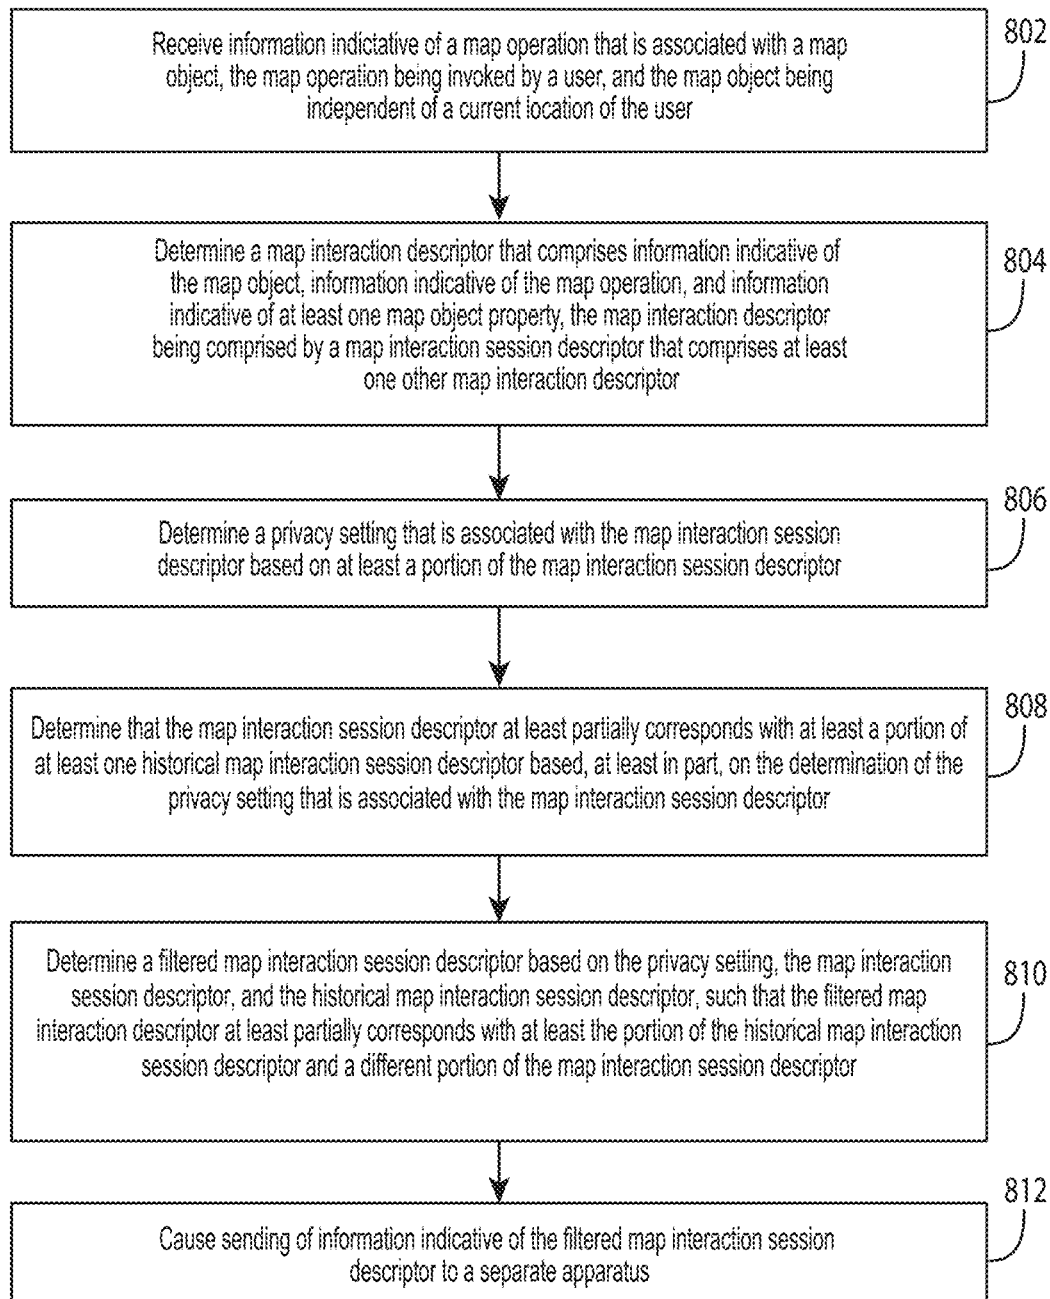 Receive information indictative of a map operation that is associated with a map
object, the map operation being invoked by a user, and the map object being
independent of a current location of the user
802
Determine a map interaction descriptor that comprises information indicative of
the map object, information indicative of the map operation, and information
indicative of at least one map object property, the map interaction descriptor
being comprised by a map interaction session descriptor that comprises at least
one other map interaction descriptor
804
Determine a privacy setting that is associated with the map interaction session
descriptor based on at least a portion of the map interaction session descriptor
806
Determine that the map interaction session descriptor at least partially corresponds with at least a portion of
at least one historical map interaction session descriptor based, at least in part, on the determination of the
privacy setting that is associated with the map interaction session descriptor
808
Determine a filtered map interaction session descriptor based on the privacy setting, the map interaction
session descriptor, and the historical map interaction session descriptor, such that the filtered map
interaction descriptor at least partially corresponds with at least the portion of the historical map interaction
session descriptor and a different portion of the map interaction session descriptor
810
Cause sending of information indicative of the filtered map interaction session
descriptor to a separate apparatus
812